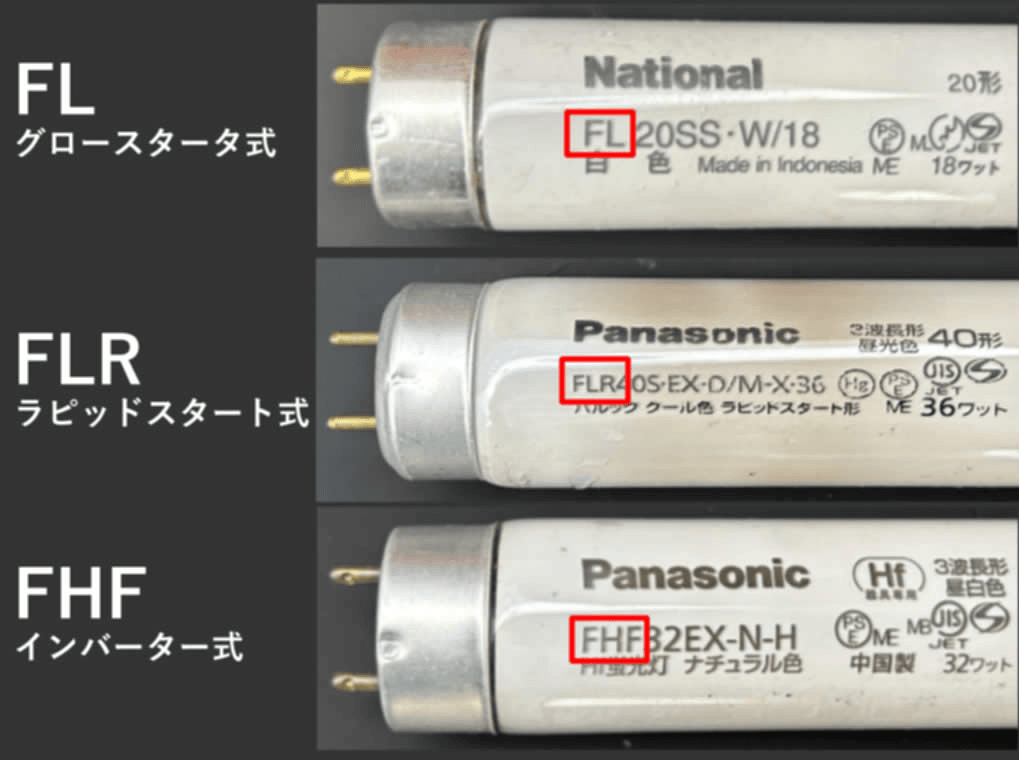 FL
グロースタータ式
National
20形
FL 20SS・W/18
PSE
JET
白色 Made in Indonesia ME 18ワット
FLR
ラピッドスタート式
Panasonic
3波長形
昼光色
40形
FLR40S・EX-D/M-X・36
Hg
PSE
JIS
JET
パルック クール色 ラピッドスタート形 ME 36ワット
FHF
インバーター式
Panasonic
Hf
器具専用
3波長形
昼白色
FHF32EX-N-H
PSE
ME
JIS
JET
Hf蛍光灯 ナチュラル色 中国製 32ワット